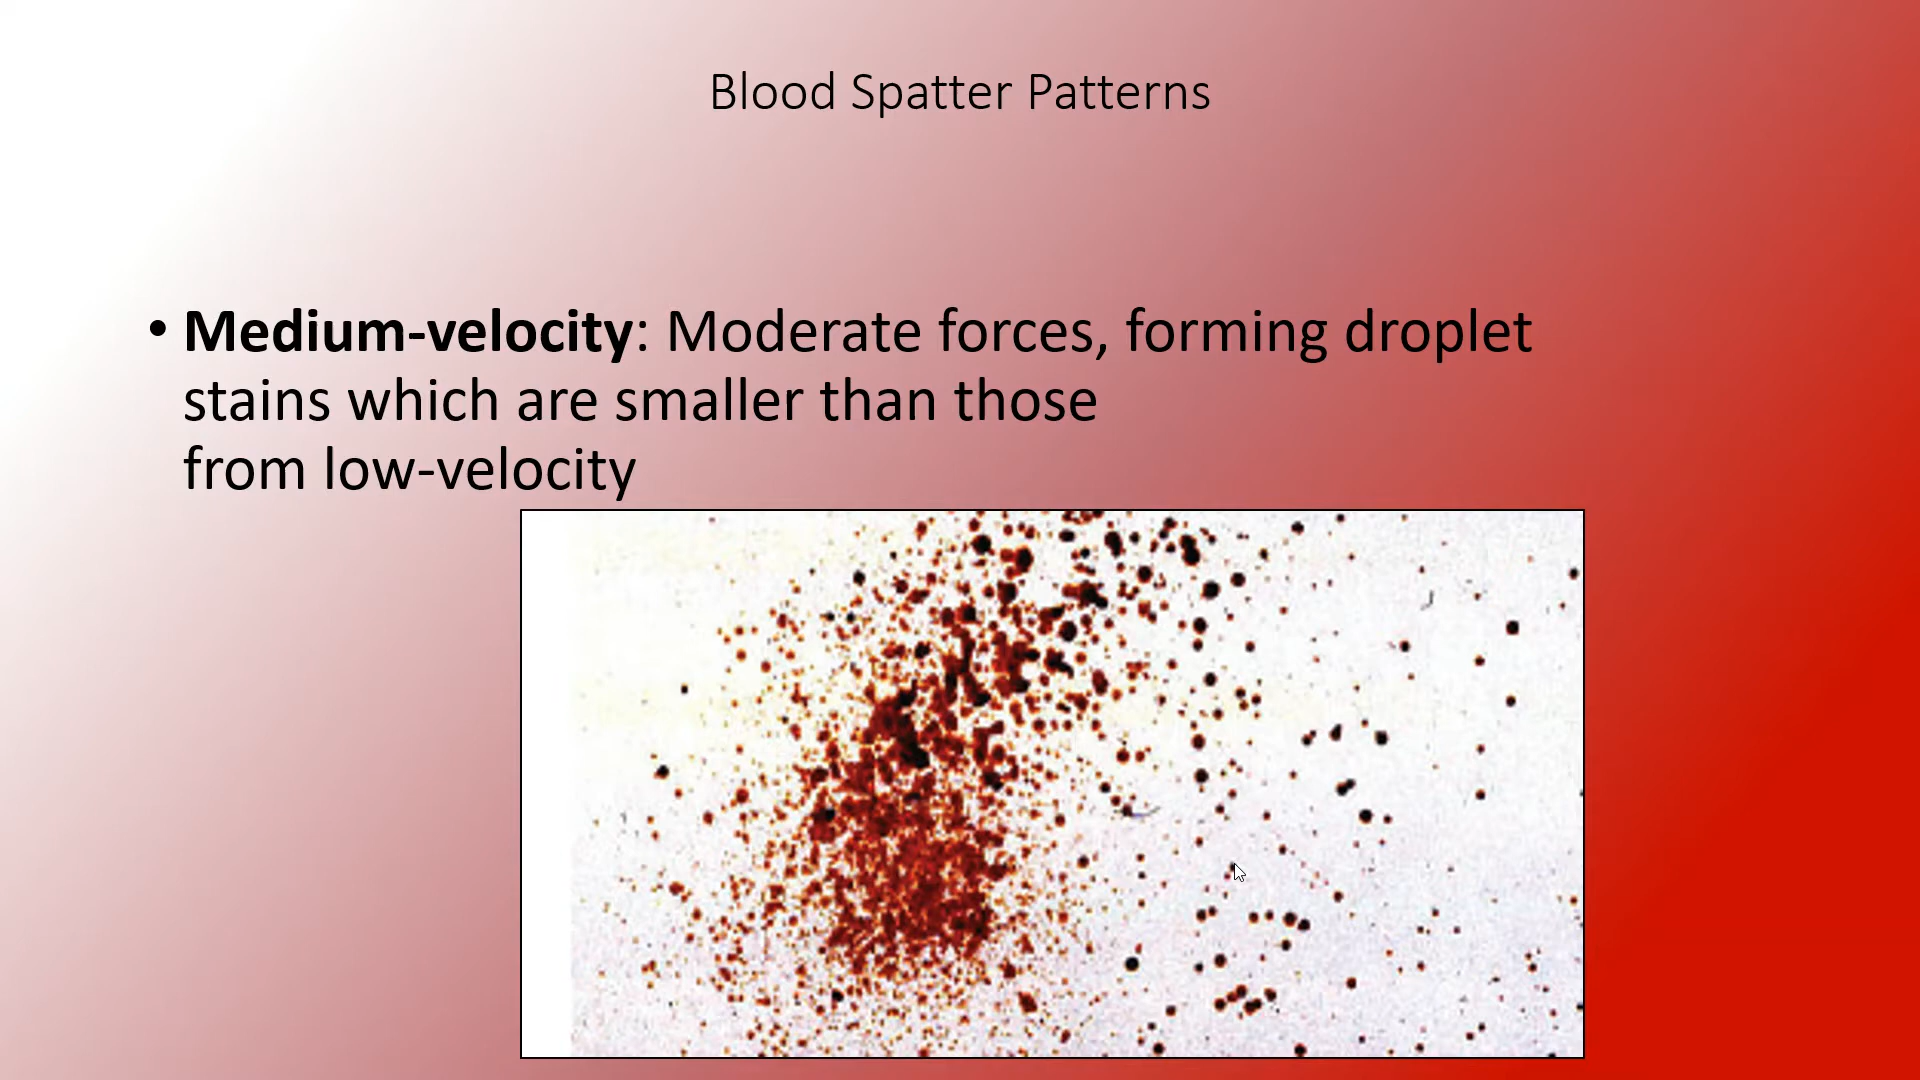 Blood Spatter Patterns
• Medium-velocity: Moderate forces, forming droplet
stains which are smaller than those
from low-velocity